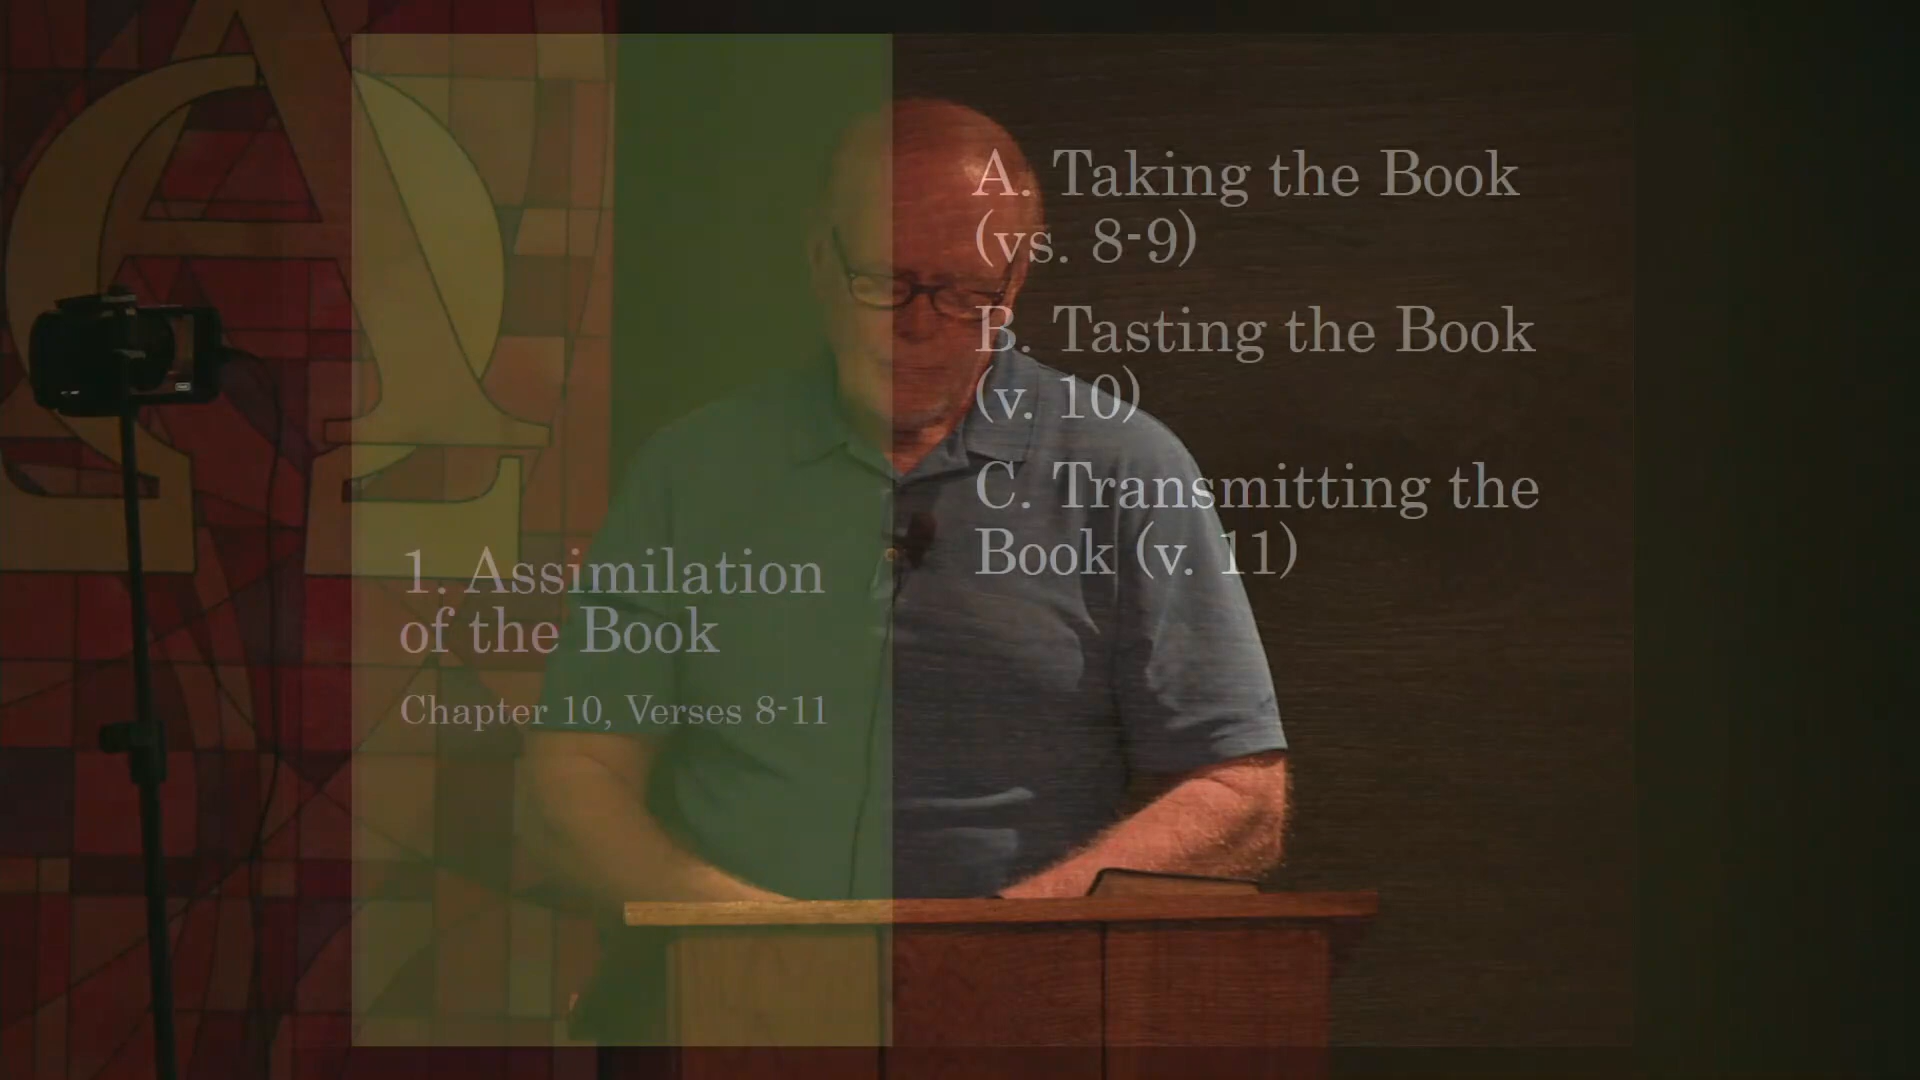 1. Assimilation
of the Book
Chapter 10, Verses 8-11
A. Taking the Book
(vs. 8-9)
B. Tasting the Book
(v. 10)
C. Transmitting the
Book (v. 11)